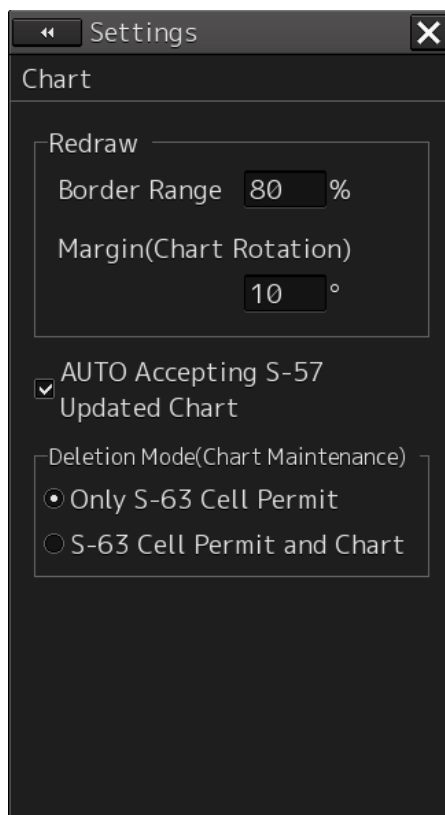 Settings
Chart
Redraw
Border Range 80 %
Margin(Chart Rotation)
10 °
AUTO Accepting S-57
Updated Chart
Deletion Mode(Chart Maintenance)
Only S-63 Cell Permit
S-63 Cell Permit and Chart